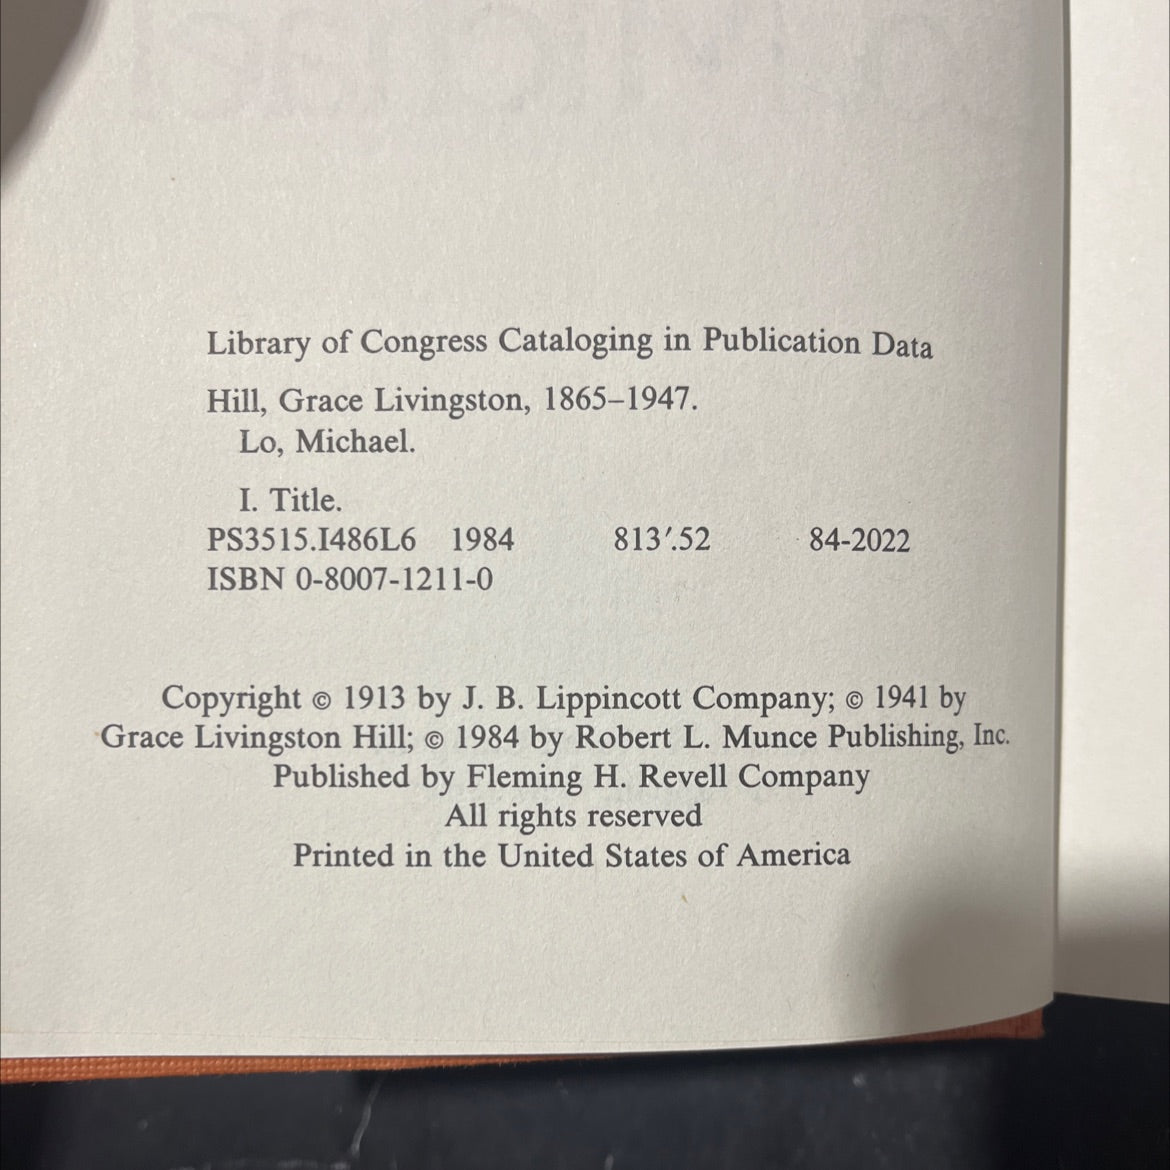 Library of Congress Cataloging in Publication Data
Hill, Grace Livingston, 1865–1947.
Lo, Michael.
I. Title.
PS3515.I486L6 1984 813′.52 84-2022
ISBN 0-8007-1211-0
Copyright © 1913 by J. B. Lippincott Company; © 1941 by
Grace Livingston Hill; © 1984 by Robert L. Munce Publishing, Inc.
Published by Fleming H. Revell Company
All rights reserved
Printed in the United States of America